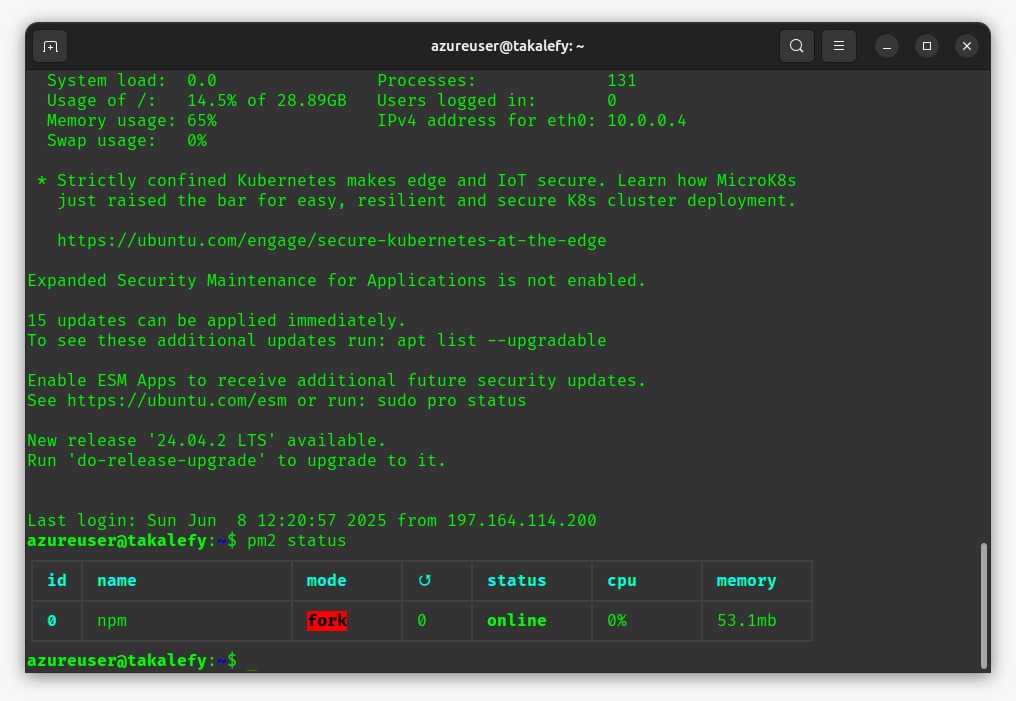 azureuser@takalefy: ~
System load:  0.0                Processes:             131
Usage of /:   14.5% of 28.89GB   Users logged in:       0
Memory usage: 65%                IPv4 address for eth0: 10.0.0.4
Swap usage:   0%
* Strictly confined Kubernetes makes edge and IoT secure. Learn how MicroK8s
just raised the bar for easy, resilient and secure K8s cluster deployment.
https://ubuntu.com/engage/secure-kubernetes-at-the-edge
Expanded Security Maintenance for Applications is not enabled.
15 updates can be applied immediately.
To see these additional updates run: apt list --upgradable
Enable ESM Apps to receive additional future security updates.
See https://ubuntu.com/esm or run: sudo pro status
New release '24.04.2 LTS' available.
Run 'do-release-upgrade' to upgrade to it.
Last login: Sun Jun  8 12:20:57 2025 from 197.164.114.200
azureuser@takalefy:~$ pm2 status
id name mode ↺ status cpu memory
0 npm fork 0 online 0% 53.1mb
azureuser@takalefy:~$ _